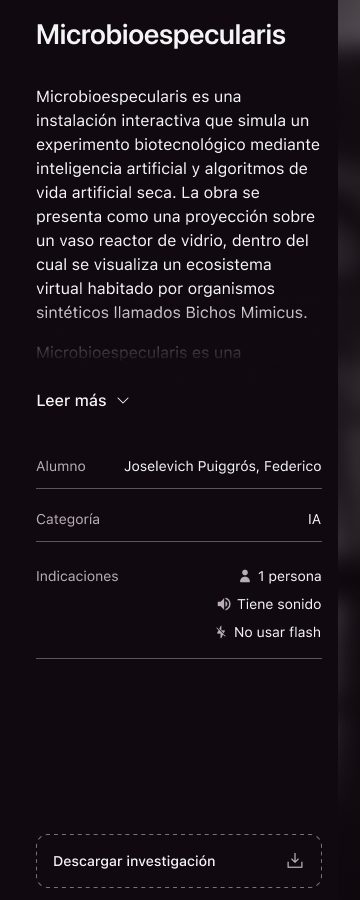 Microbioespecularis
Microbioespecularis es una
instalación interactiva que simula un
experimento biotecnológico mediante
inteligencia artificial y algoritmos de
vida artificial seca. La obra se
presenta como una proyección sobre
un vaso reactor de vidrio, dentro del
cual se visualiza un ecosistema
virtual habitado por organismos
sintéticos llamados Bichos Mimicus.
Microbioespecularis es una
Leer más
Alumno Joselevich Puiggrós, Federico
Categoría IA
Indicaciones 1 persona
Tiene sonido
No usar flash
Descargar investigación